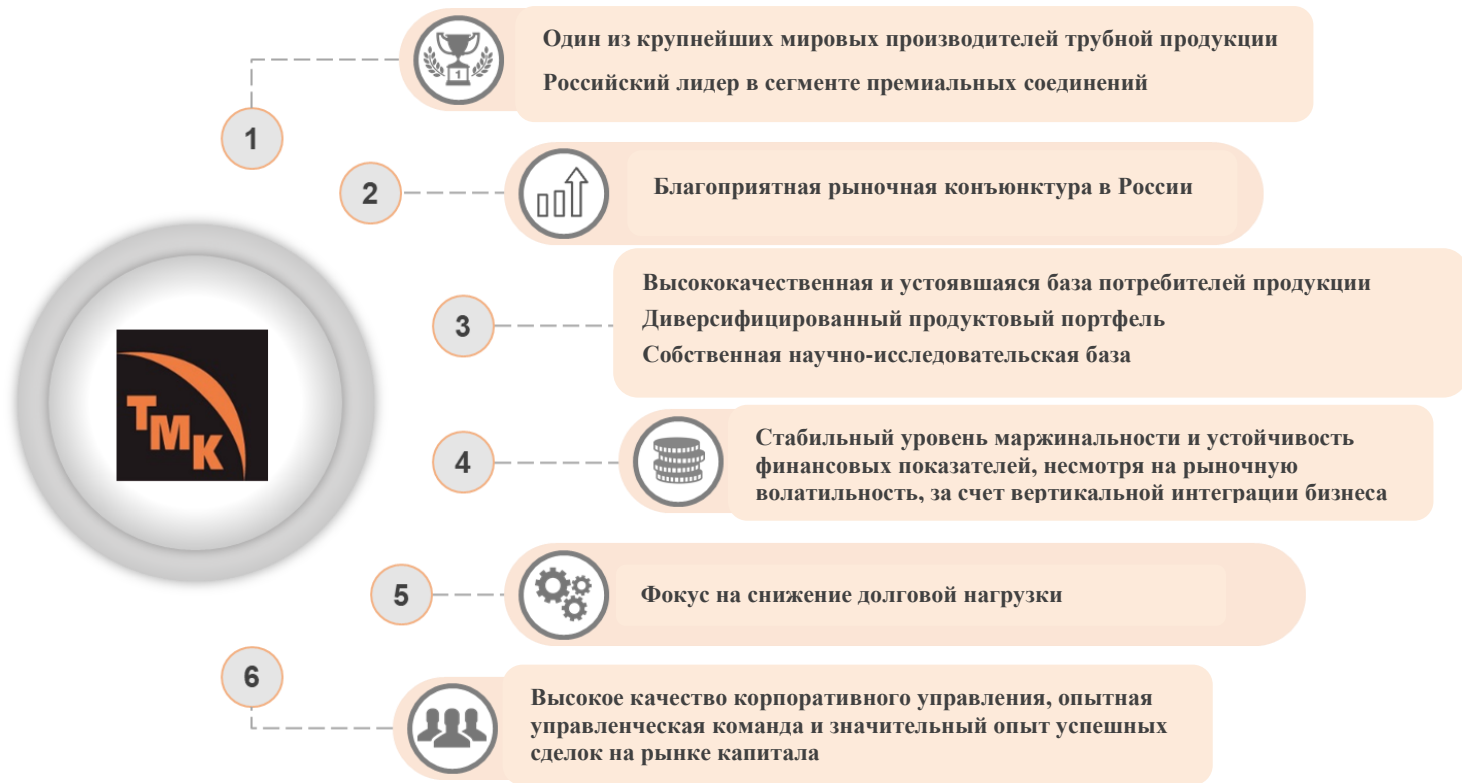 Один из крупнейших мировых производителей трубной продукции
Российский лидер в сегменте премиальных соединений
1
1
2
Благоприятная рыночная конъюнктура в России
Высококачественная и устоявшаяся база потребителей продукции
3
Диверсифицированный продуктовый портфель
Собственная научно-исследовательская база
ТМК
4
Стабильный уровень маржинальности и устойчивость
финансовых показателей, несмотря на рыночную
волатильность, за счет вертикальной интеграции бизнеса
5
Фокус на снижение долговой нагрузки
6
Высокое качество корпоративного управления, опытная
управленческая команда и значительный опыт успешных
сделок на рынке капитала